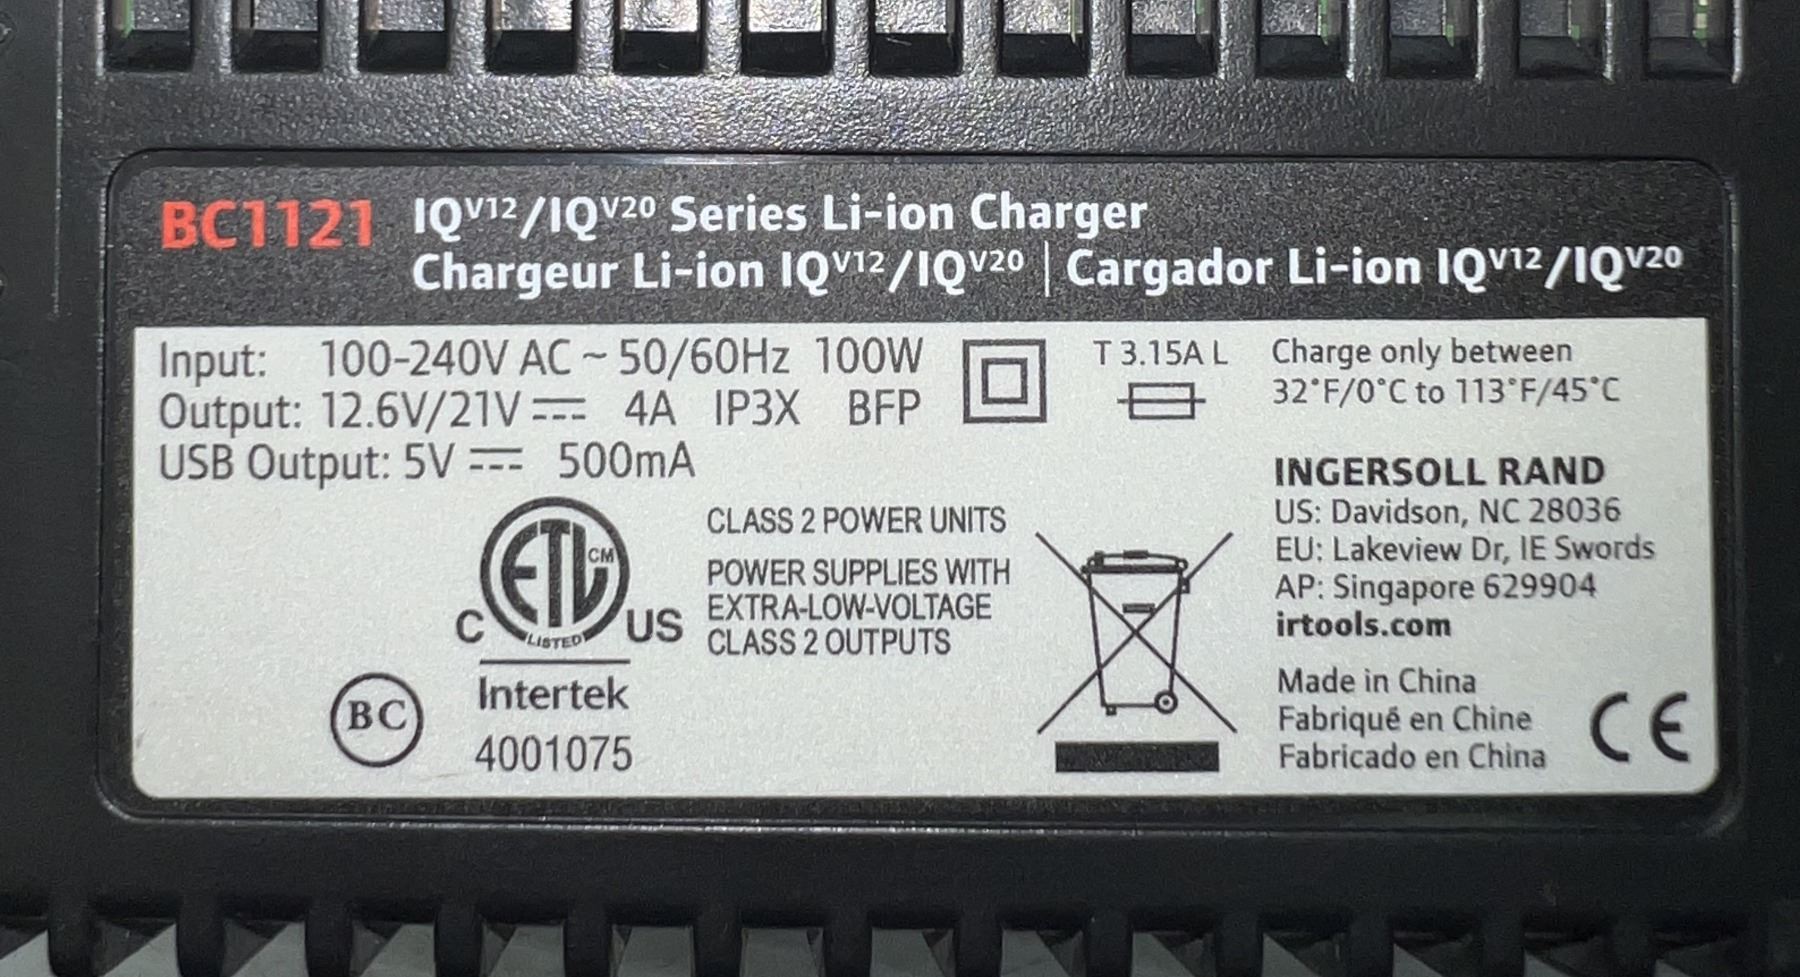 BC1121 IQV12/IQV20 Series Li-ion Charger
Chargeur Li-ion IQV12/IQV20 | Cargador Li-ion IQV12/IQV20
Input: 100-240V AC ~ 50/60Hz 100W
Output: 12.6V/21V ⎓ 4A IP3X BFP
USB Output: 5V ⎓ 500mA
T 3.15A L
Charge only between
32°F/0°C to 113°F/45°C
INGERSOLL RAND
US: Davidson, NC 28036
EU: Lakeview Dr, IE Swords
AP: Singapore 629904
irtools.com
Made in China
Fabriqué en Chine
Fabricado en China
CE
CLASS 2 POWER UNITS
POWER SUPPLIES WITH
EXTRA-LOW-VOLTAGE
CLASS 2 OUTPUTS
ETL CM
LISTED
C US
Intertek
4001075
BC